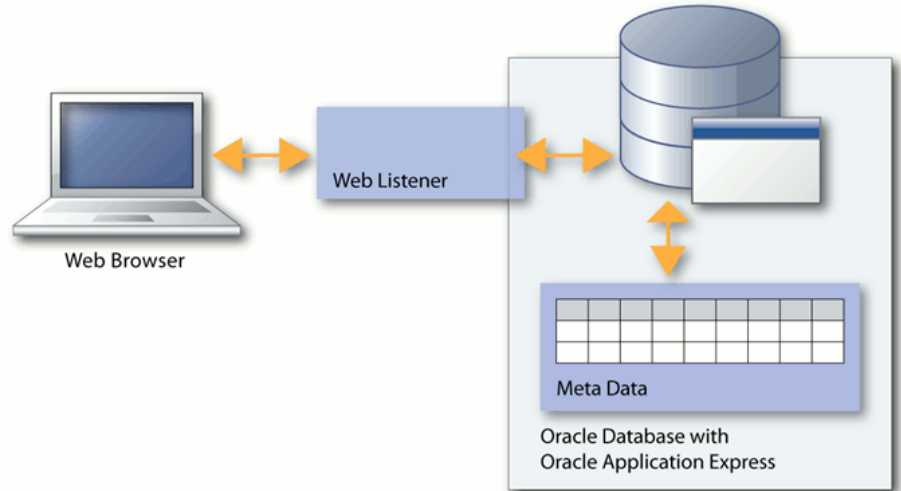 Web Browser
Web Listener
Meta Data
Oracle Database with
Oracle Application Express